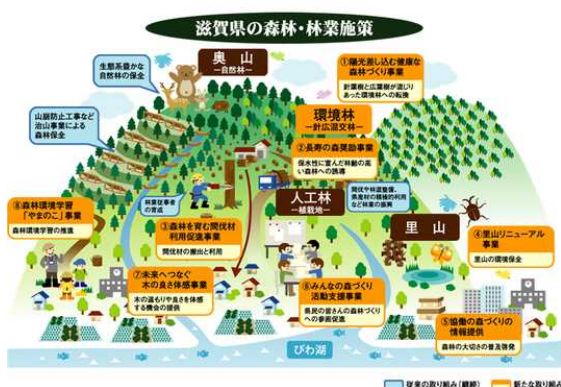 滋賀県の森林・林業施策
奥山
－自然林－
生態系豊かな
自然林の保全
①陽光差し込む健康な
森林づくり事業
針葉樹と広葉樹が混じり
あった環境林への転換
環境林
－針広混交林－
山崩防止工事など
治山事業による
森林保全
②長寿の森奨励事業
保水性に富んだ林齢の高
い森林への誘導
林業従事者
の育成
人工林
－植栽地－
間伐や林道整備、
県産材の積極的利用
など林業の振興
里山
⑧森林環境学習
「やまのこ」事業
森林環境学習の推進
③森林を育む間伐材
利用促進事業
間伐材の搬出と利用
④里山リニューアル
事業
里山の環境保全
⑦未来へつなぐ
木の良さ体感事業
木の温もりや良さを体感
する機会の提供
⑥みんなの森づくり
活動支援事業
県民の皆さんの森林づくり
への参画促進
⑤協働の森づくりの
情報提供
森林の大切さの普及啓発
びわ湖
従来の取り組み(継続)
新たな取り組み